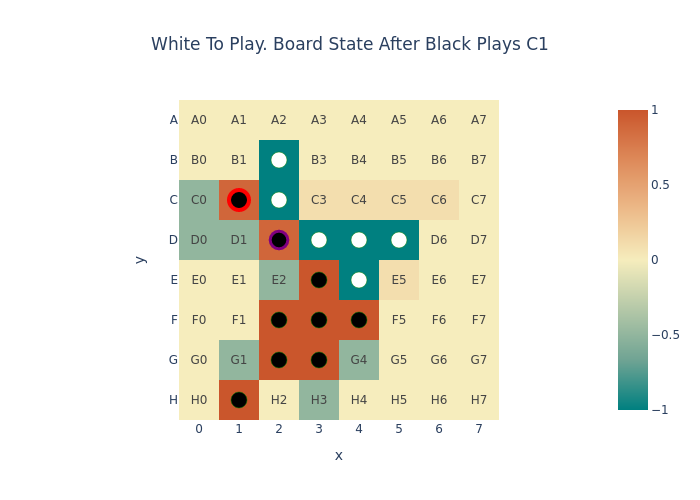 White To Play. Board State After Black Plays C1
A A0 A1 A2 A3 A4 A5 A6 A7
B B0 B1 B3 B4 B5 B6 B7
C C0 C3 C4 C5 C6 C7
D D0 D1 D6 D7
E E0 E1 E2 E5 E6 E7
F F0 F1 F5 F6 F7
G G0 G1 G4 G5 G6 G7
H H0 H2 H3 H4 H5 H6 H7
0 1 2 3 4 5 6 7
x
y
1
0.5
0
−0.5
−1